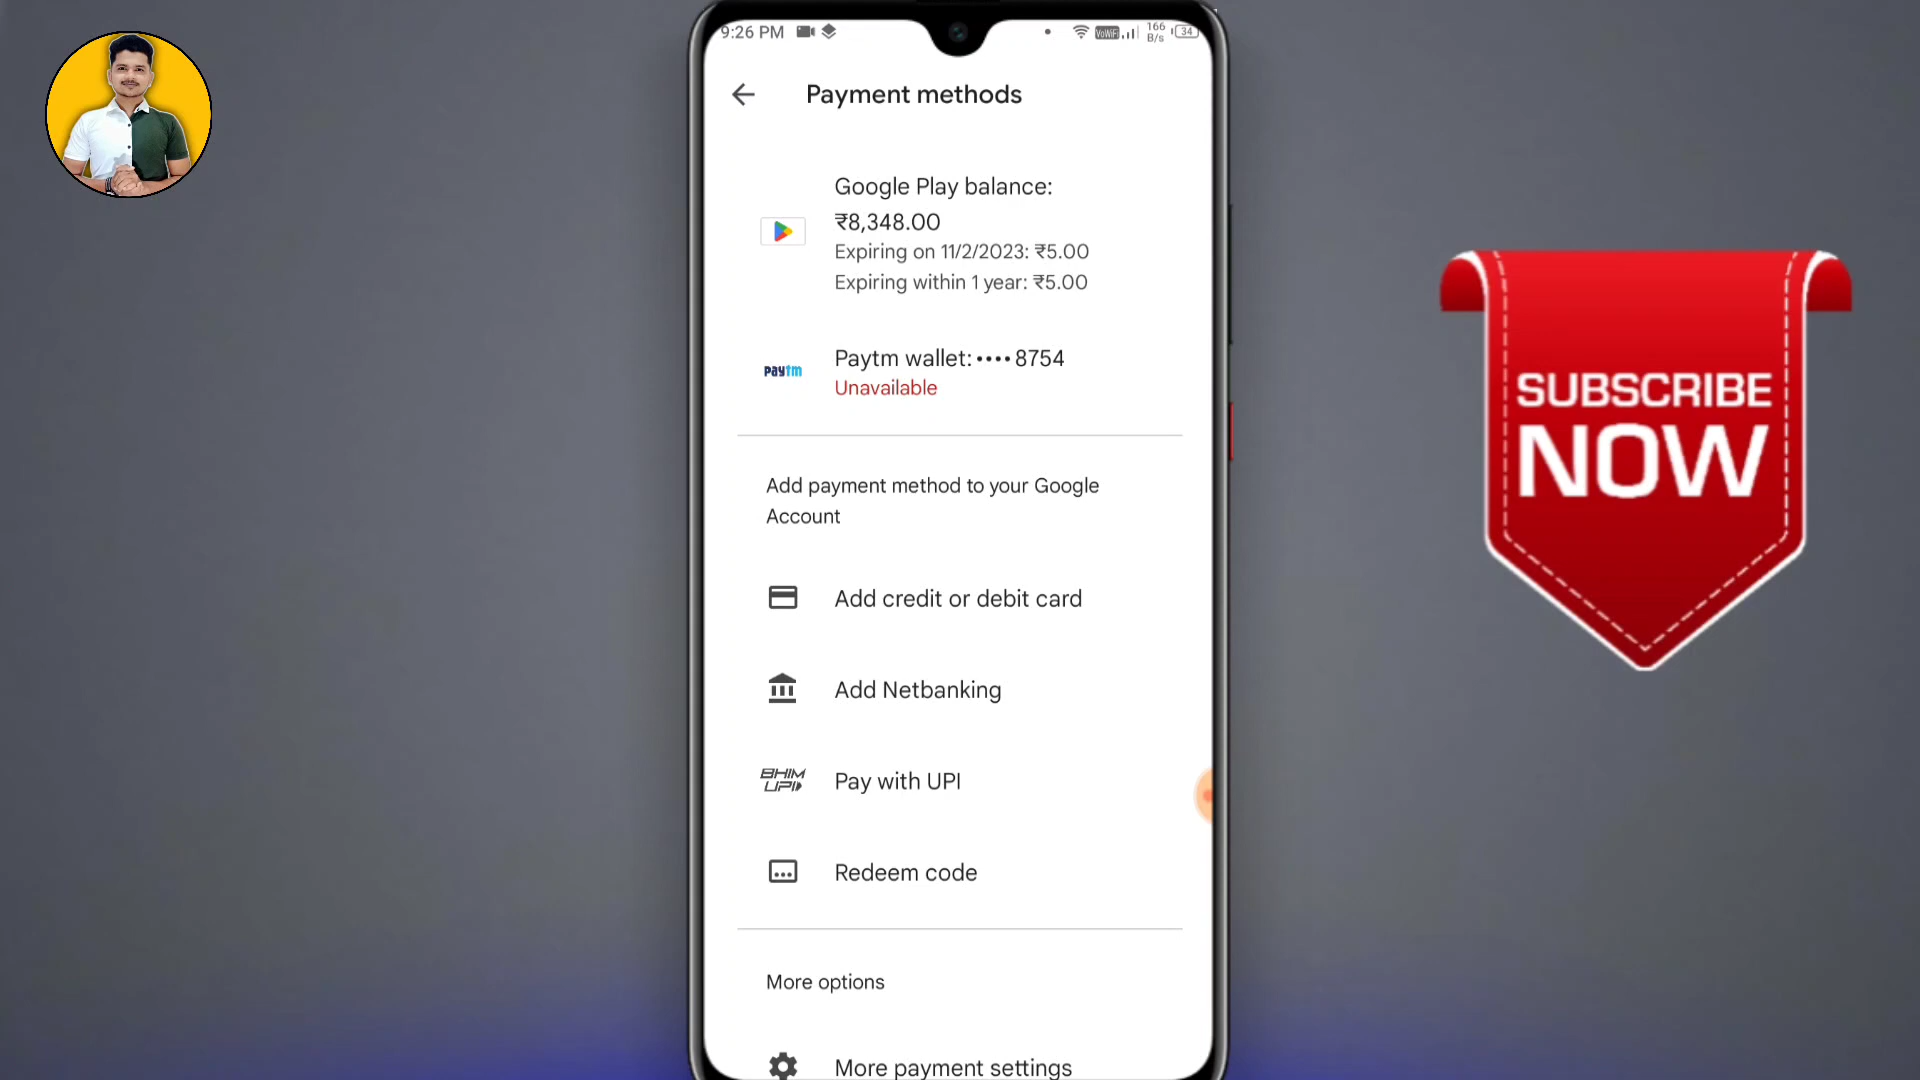 9:26 PM
VoWiFi
166
B/s
34
Payment methods
Google Play balance:
₹8,348.00
Expiring on 11/2/2023: ₹5.00
Expiring within 1 year: ₹5.00
paytm
Paytm wallet: •••• 8754
Unavailable
Add payment method to your Google
Account
Add credit or debit card
Add Netbanking
BHIM
UPI
Pay with UPI
Redeem code
More options
More payment settings
SUBSCRIBE
NOW